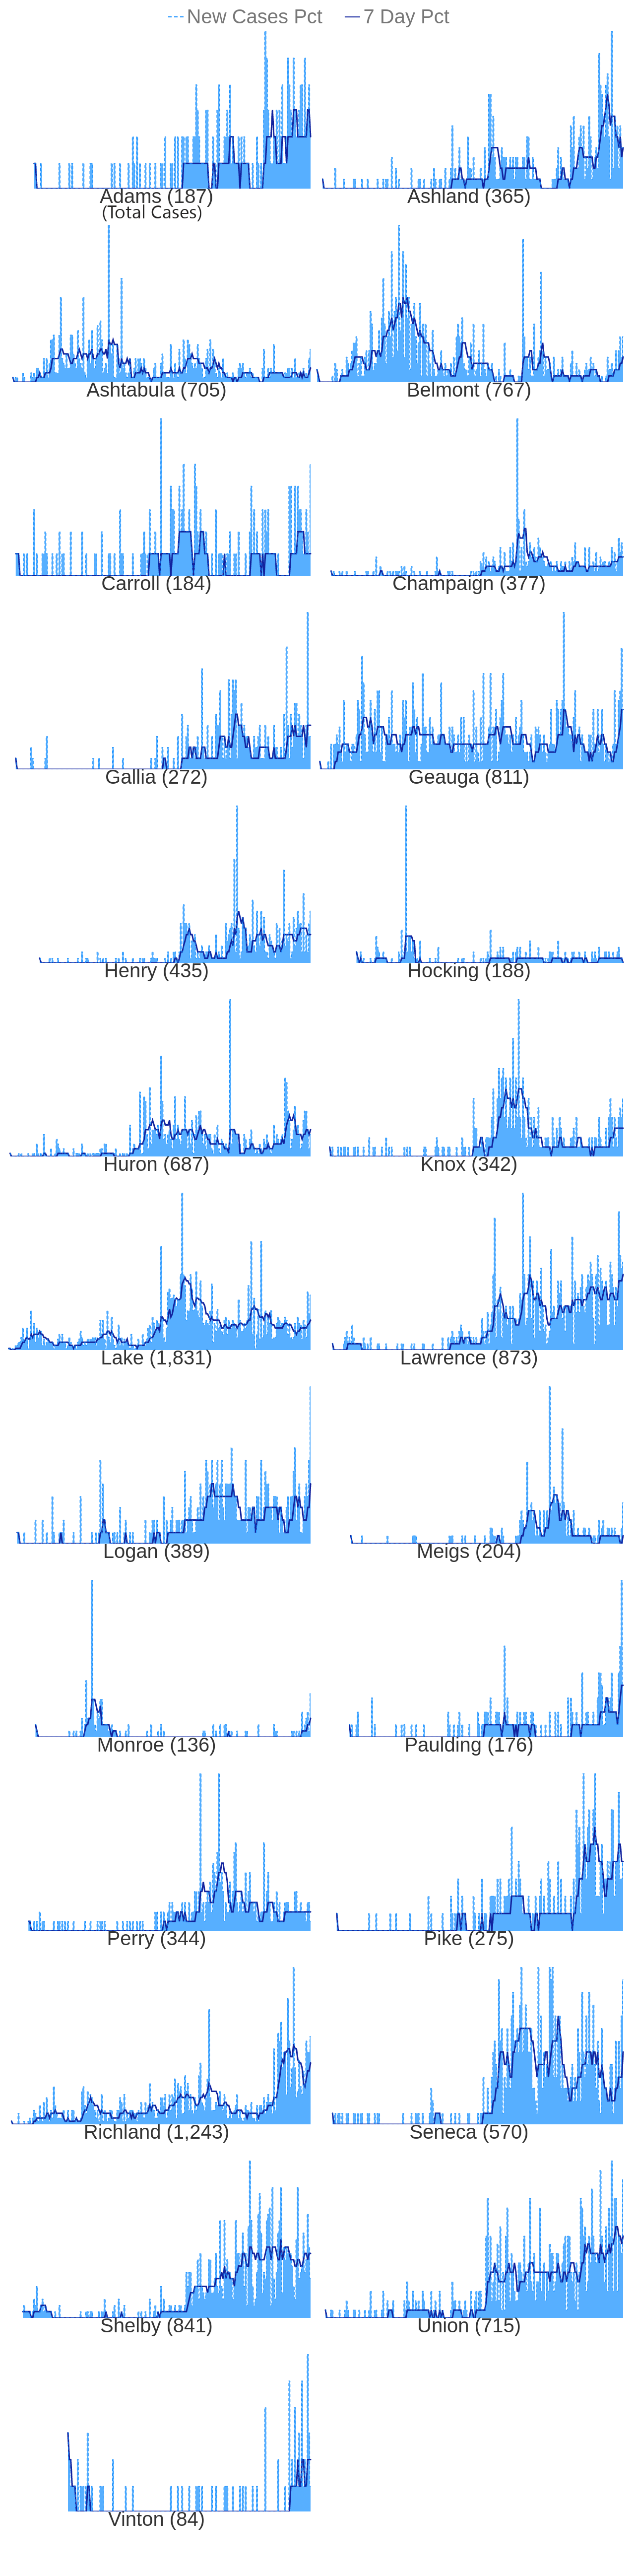 New Cases Pct 7 Day Pct
Adams (187) Ashland (365)
(Total Cases)
Ashtabula (705) Belmont (767)
Carroll (184) Champaign (377)
Gallia (272) Geauga (811)
Henry (435) Hocking (188)
Huron (687) Knox (342)
Lake (1,831) Lawrence (873)
Logan (389) Meigs (204)
Monroe (136) Paulding (176)
Perry (344) Pike (275)
Richland (1,243) Seneca (570)
Shelby (841) Union (715)
Vinton (84)